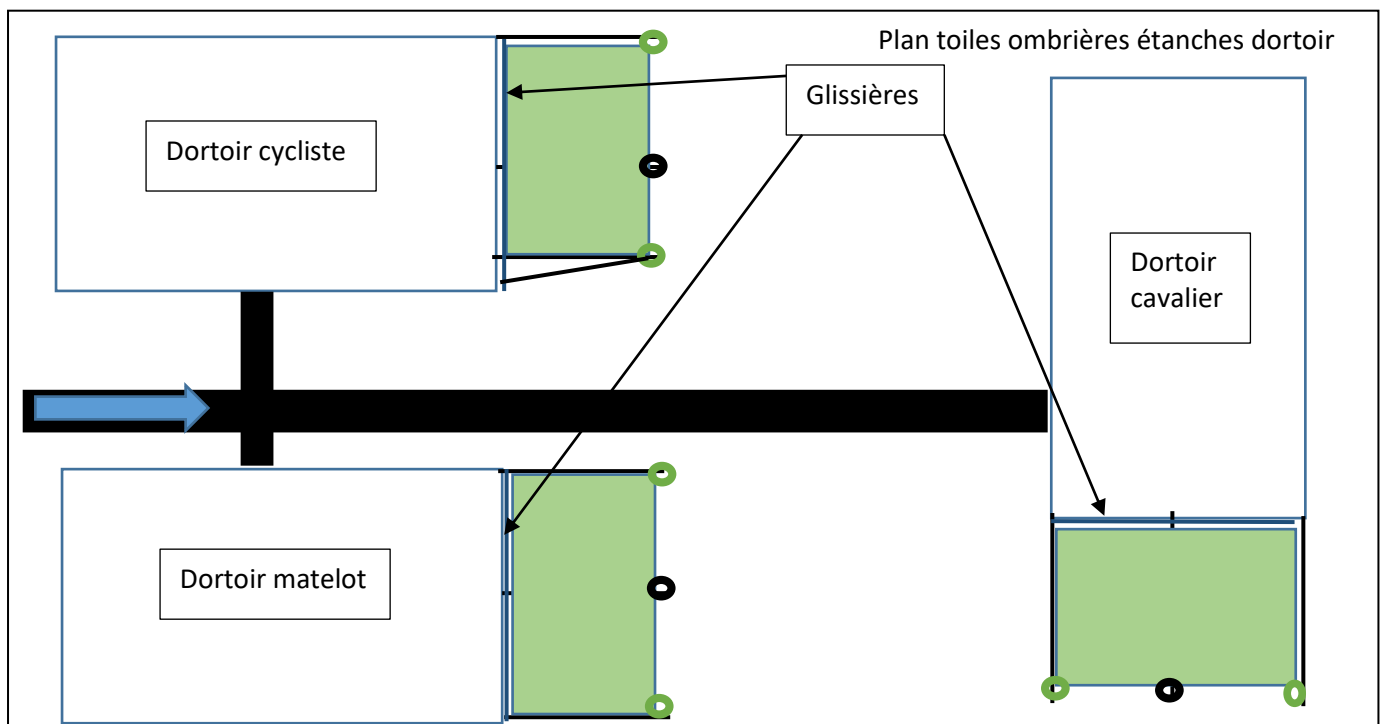 Plan toiles ombrières étanches dortoir
Glissières
Dortoir cycliste
Dortoir
cavalier
Dortoir matelot